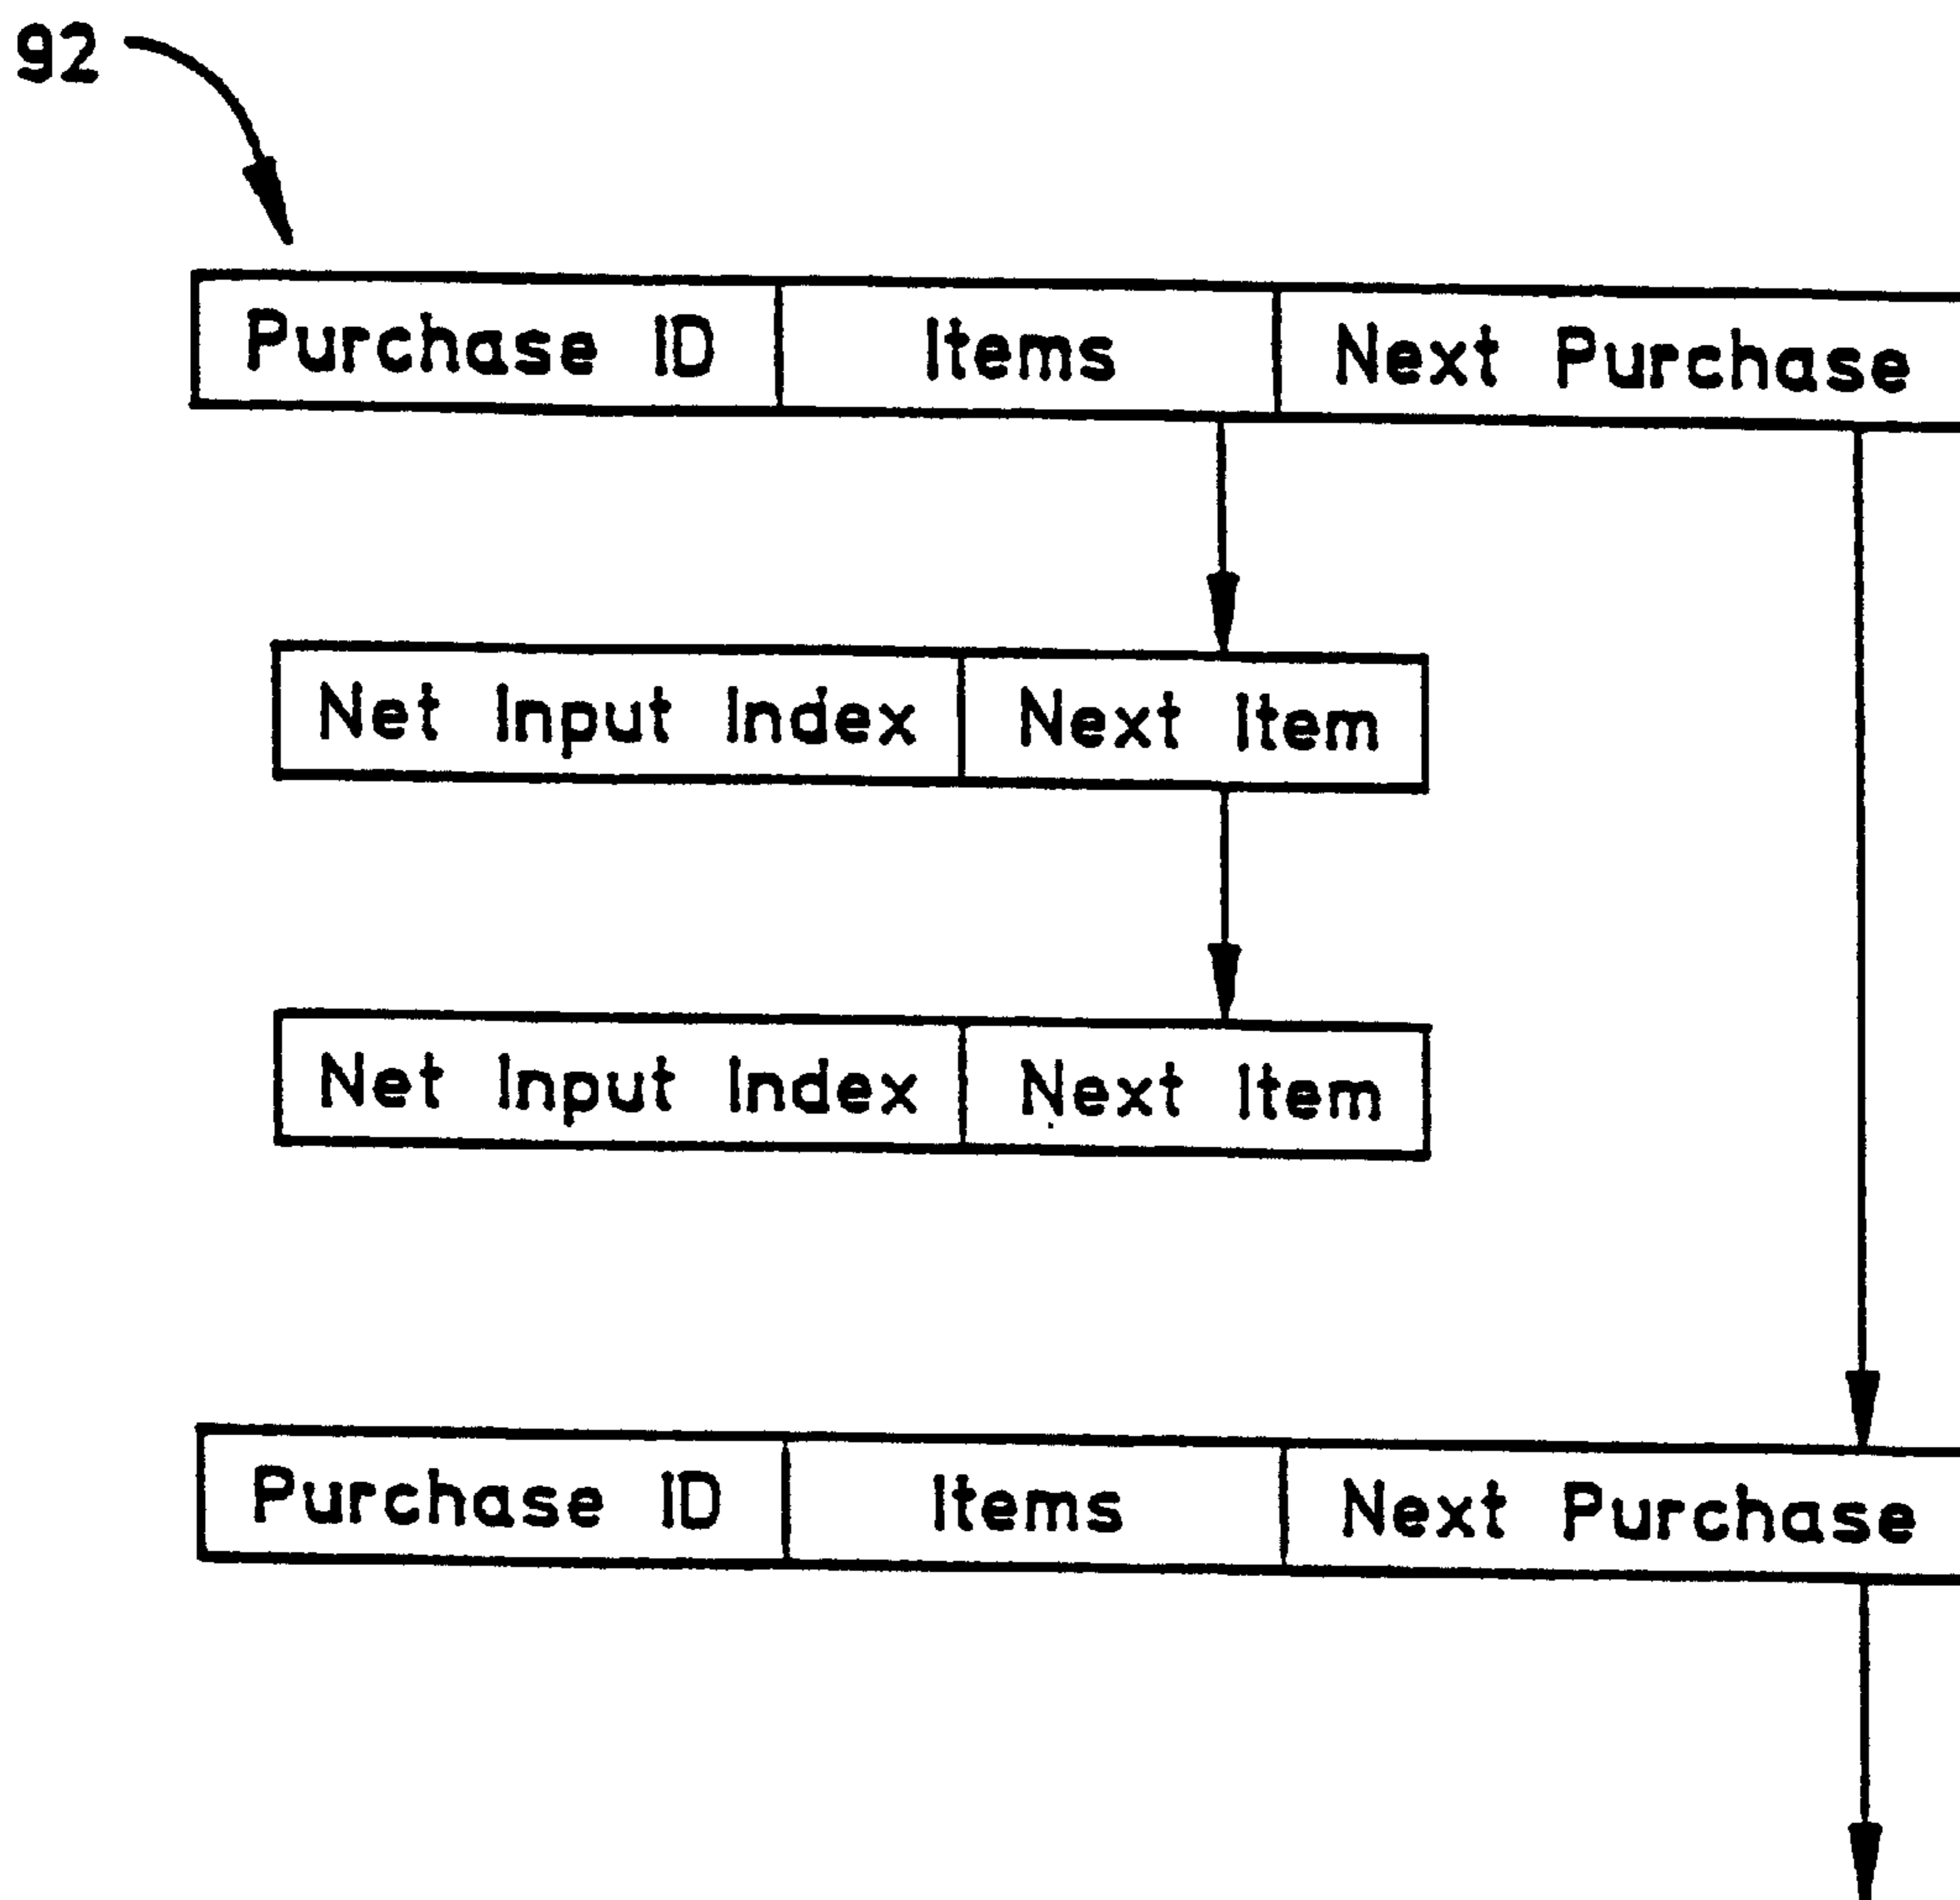 92
Purchase ID Items Next Purchase
Net Input Index Next Item
Net Input Index Next Item
Purchase ID Items Next Purchase